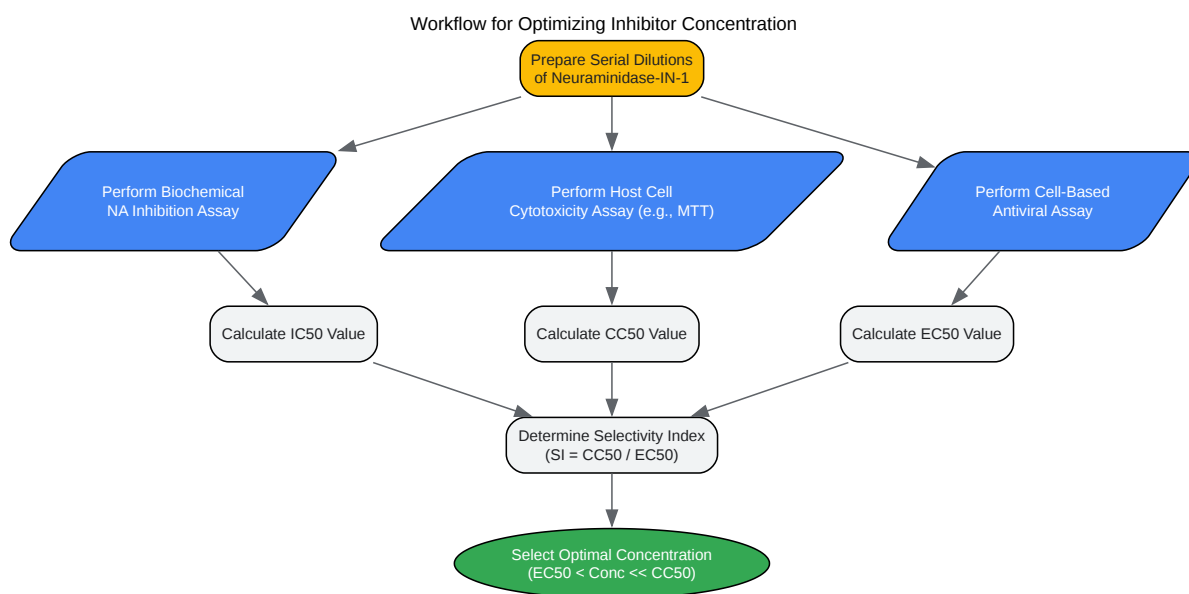 Workflow for Optimizing Inhibitor Concentration
Prepare Serial Dilutions
of Neuraminidase-IN-1
Perform Biochemical
NA Inhibition Assay
Perform Host Cell
Cytotoxicity Assay (e.g., MTT)
Perform Cell-Based
Antiviral Assay
Calculate IC50 Value
Calculate CC50 Value
Calculate EC50 Value
Determine Selectivity Index
(SI = CC50 / EC50)
Select Optimal Concentration
(EC50 < Conc << CC50)